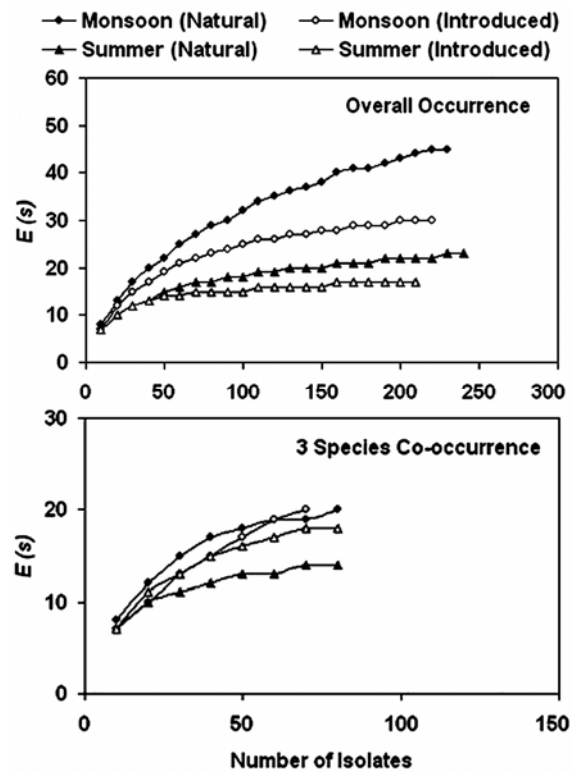 Monsoon (Natural) Monsoon (Introduced)
Summer (Natural) Summer (Introduced)
60
Overall Occurrence
50
40
E (s)
30
20
10
0
0 50 100 150 200 250 300
30
3 Species Co-occurrence
20
E (s)
10
0
0 50 100 150
Number of Isolates